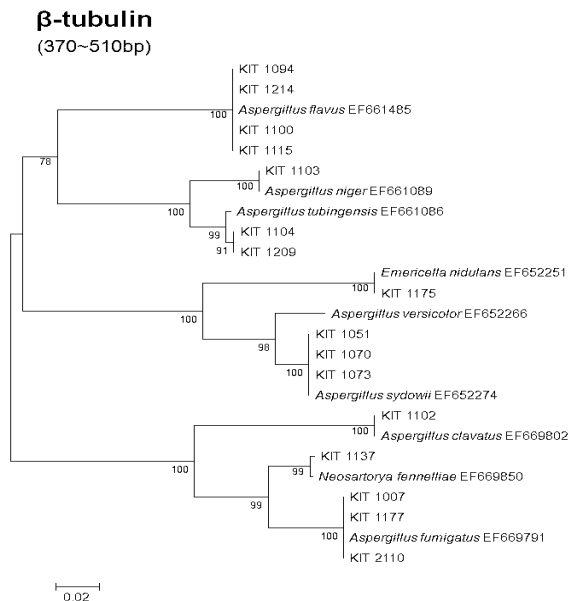 β-tubulin
(370~510bp)
KIT 1094
KIT 1214
100
Aspergillus flavus EF661485
KIT 1100
KIT 1115
78
KIT 1103
100
Aspergillus niger EF661089
100
Aspergillus tubingensis EF661086
99
KIT 1104
91
KIT 1209
Emericella nidulans EF652251
100
KIT 1175
100
Aspergillus versicolor EF652266
98
KIT 1051
KIT 1070
100
KIT 1073
Aspergillus sydowii EF652274
KIT 1102
100
Aspergillus clavatus EF669802
100
KIT 1137
99
Neosartorya fennelliae EF669850
99
KIT 1007
KIT 1177
100
Aspergillus fumigatus EF669791
KIT 2110
0.02